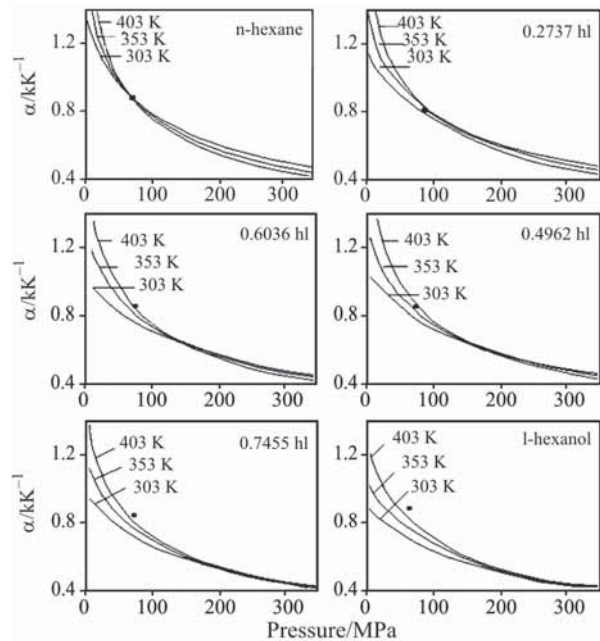 n-hexane
403 K
353 K
303 K
α/kK⁻¹
1.2
0.8
0.4
0 100 200 300
0.2737 hl
403 K
353 K
303 K
1.2
0.8
0.4
0 100 200 300
0.6036 hl
403 K
353 K
303 K
α/kK⁻¹
1.2
0.8
0.4
0 100 200 300
0.4962 hl
403 K
353 K
303 K
1.2
0.8
0.4
0 100 200 300
0.7455 hl
403 K
353 K
303 K
α/kK⁻¹
1.2
0.8
0.4
0 100 200 300
l-hexanol
403 K
353 K
303 K
1.2
0.8
0.4
0 100 200 300
Pressure/MPa